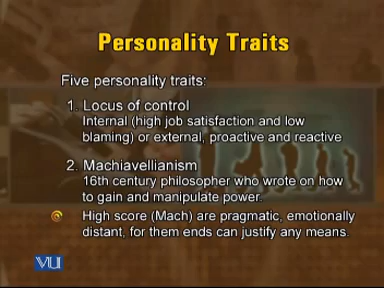 Personality Traits
Five personality traits:
1. Locus of control
Internal (high job satisfaction and low
blaming) or external, proactive and reactive
2. Machiavellianism
16th century philosopher who wrote on how
to gain and manipulate power.
High score (Mach) are pragmatic, emotionally
distant, for them ends can justify any means.
VU